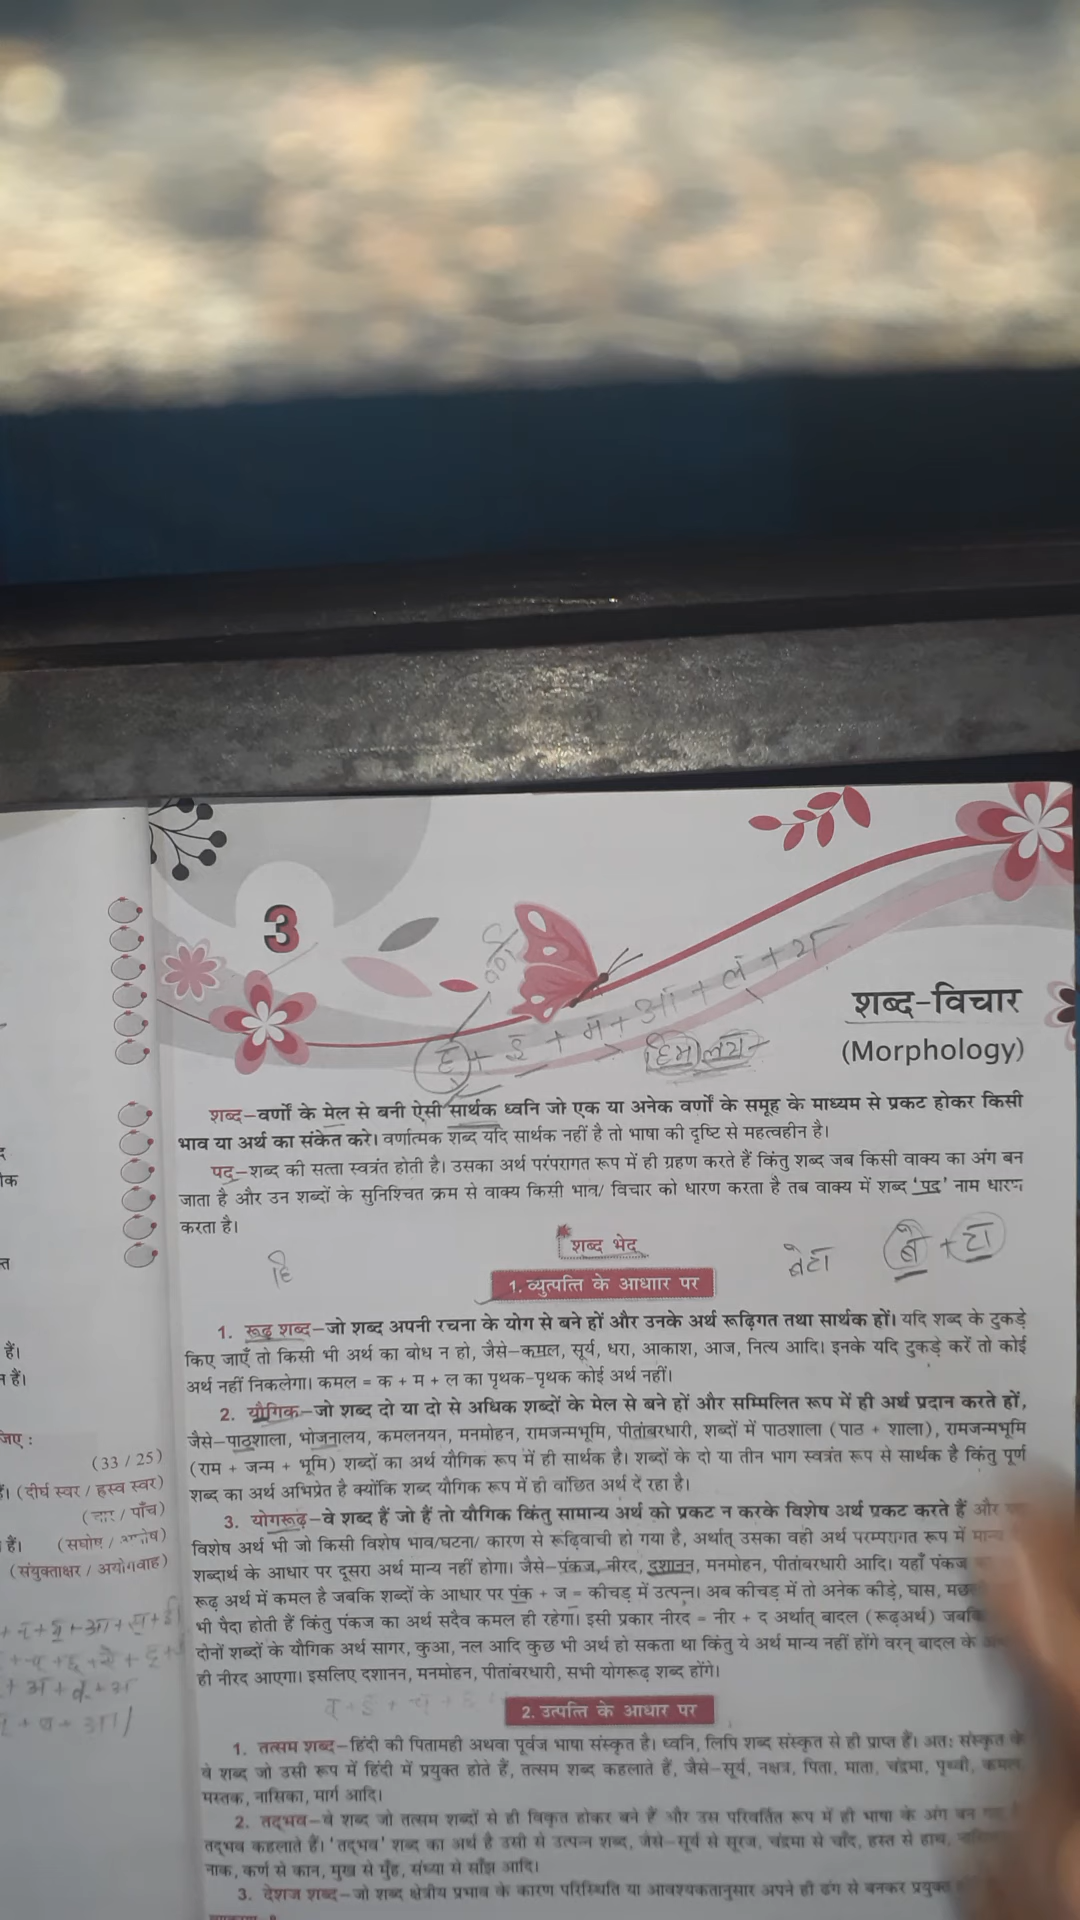 3
वर्ण
ह् + इ + म् + आ + ल् + य
हिमालय
शब्द-विचार
(Morphology)
शब्द–वर्णों के मेल से बनी ऐसी सार्थक ध्वनि जो एक या अनेक वर्णों के समूह के माध्यम से प्रकट होकर किसी
भाव या अर्थ का संकेत करे। वर्णात्मक शब्द यदि सार्थक नहीं है तो भाषा की दृष्टि से महत्वहीन है।
पद–शब्द की सत्ता स्वत्रंत होती है। उसका अर्थ परंपरागत रूप में ही ग्रहण करते हैं किंतु शब्द जब किसी वाक्य का अंग बन
जाता है और उन शब्दों के सुनिश्चित क्रम से वाक्य किसी भाव/ विचार को धारण करता है तब वाक्य में शब्द ‘पद’ नाम धारण
करता है।
शब्द भेद
हि
बेटा
बे + टा
1. व्युत्पत्ति के आधाार पर
1. रूढ़ शब्द–जो शब्द अपनी रचना के योग से बने हों और उनके अर्थ रूढ़िगत तथा सार्थक हों। यदि शब्द के टुकड़े
किए जाएँ तो किसी भी अर्थ का बोध न हो, जैसे–कमल, सूर्य, धरा, आकाश, आज, नित्य आदि। इनके यदि टुकड़े करें तो कोई
अर्थ नहीं निकलेगा। कमल = क + म + ल का पृथक-पृथक कोई अर्थ नहीं।
2. यौगिक–जो शब्द दो या दो से अधिक शब्दों के मेल से बने हों और सम्मिलित रूप में ही अर्थ प्रदान करते हों,
जैसे–पाठशाला, भोजनालय, कमलनयन, मनमोहन, रामजन्मभूमि, पीतांबरधारी, शब्दों में पाठशाला (पाठ + शाला), रामजन्मभूमि
(राम + जन्म + भूमि) शब्दों का अर्थ यौगिक रूप में ही सार्थक है। शब्दों के दो या तीन भाग स्वत्रंत रूप से सार्थक है किंतु पूर्ण
शब्द का अर्थ अभिप्रेत है क्योंकि शब्द यौगिक रूप में ही वांछित अर्थ दे रहा है।
3. योगरूढ़–वे शब्द हैं जो हैं तो यौगिक किंतु सामान्य अर्थ को प्रकट न करके विशेष अर्थ प्रकट करते हैं और
विशेष अर्थ भी जो किसी विशेष भाव/घटना/ कारण से रूढ़िवाची हो गया है, अर्थात् उसका वही अर्थ परम्परागत रूप में मान्य
शब्दार्थ के आधार पर दूसरा अर्थ मान्य नहीं होगा। जैसे–पंकज, नीरद, दशानन, मनमोहन, पीतांबरधारी आदि। यहाँ पंकज
रूढ़ अर्थ में कमल है जबकि शब्दों के आधार पर पंक + ज = कीचड़ में उत्पन्न। अब कीचड़ में तो अनेक कीड़े, घास,
भी पैदा होती हैं किंतु पंकज का अर्थ सदैव कमल ही रहेगा। इसी प्रकार नीरद = नीर + द अर्थात् बादल (रूढ़अर्थ) जबकि
दोनों शब्दों के यौगिक अर्थ सागर, कुआ, नल आदि कुछ भी अर्थ हो सकता था किंतु ये अर्थ मान्य नहीं होंगे वरन् बादल के
ही नीरद आएगा। इसलिए दशानन, मनमोहन, पीतांबरधारी, सभी योगरूढ़ शब्द होंगे।
2. उत्पत्ति के आधार पर
1. तत्सम शब्द–हिंदी की पितामही अथवा पूर्वज भाषा संस्कृत है। ध्वनि, लिपि शब्द संस्कृत से ही प्राप्त हैं। अतः संस्कृत के
वे शब्द जो उसी रूप में हिंदी में प्रयुक्त होते हैं, तत्सम शब्द कहलाते हैं, जैसे–सूर्य, नक्षत्र, पिता, माता, चंद्रमा, पृथ्वी, कमल,
मस्तक, नासिका, मार्ग आदि।
2. तद्भव–वे शब्द जो तत्सम शब्दों से ही विकृत होकर बने हैं और उस परिवर्तित रूप में ही भाषा के अंग बन
तद्भव कहलाते हैं। ‘तद्भव’ शब्द का अर्थ है उसी से उत्पन्न शब्द, जैसे–सूर्य से सूरज, चंद्रमा से चाँद, हस्त से हाथ,
नाक, कर्ण से कान, मुख से मुँह, संध्या से साँझ आदि।
3. देशज शब्द–जो शब्द क्षेत्रीय प्रभाव के कारण परिस्थिति या आवश्यकतानुसार अपने ही ढंग से बनकर प्रयुक्त
हैं।
(33 / 25)
(दीर्घ स्वर / ह्रस्व स्वर)
(चार / पाँच)
हैं।
(संयुक्ताक्षर / अयोगवाह)